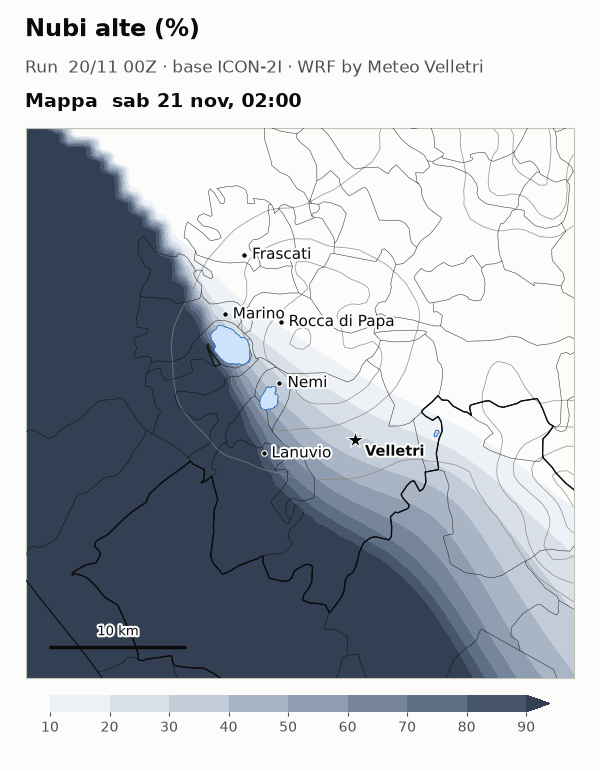 Nubi alte (%)
Run 20/11 00Z · base ICON-2I · WRF by Meteo Velletri
Mappa sab 21 nov, 02:00
Frascati
Marino
Rocca di Papa
Nemi
Velletri
Lanuvio
10 km
10 20 30 40 50 60 70 80 90